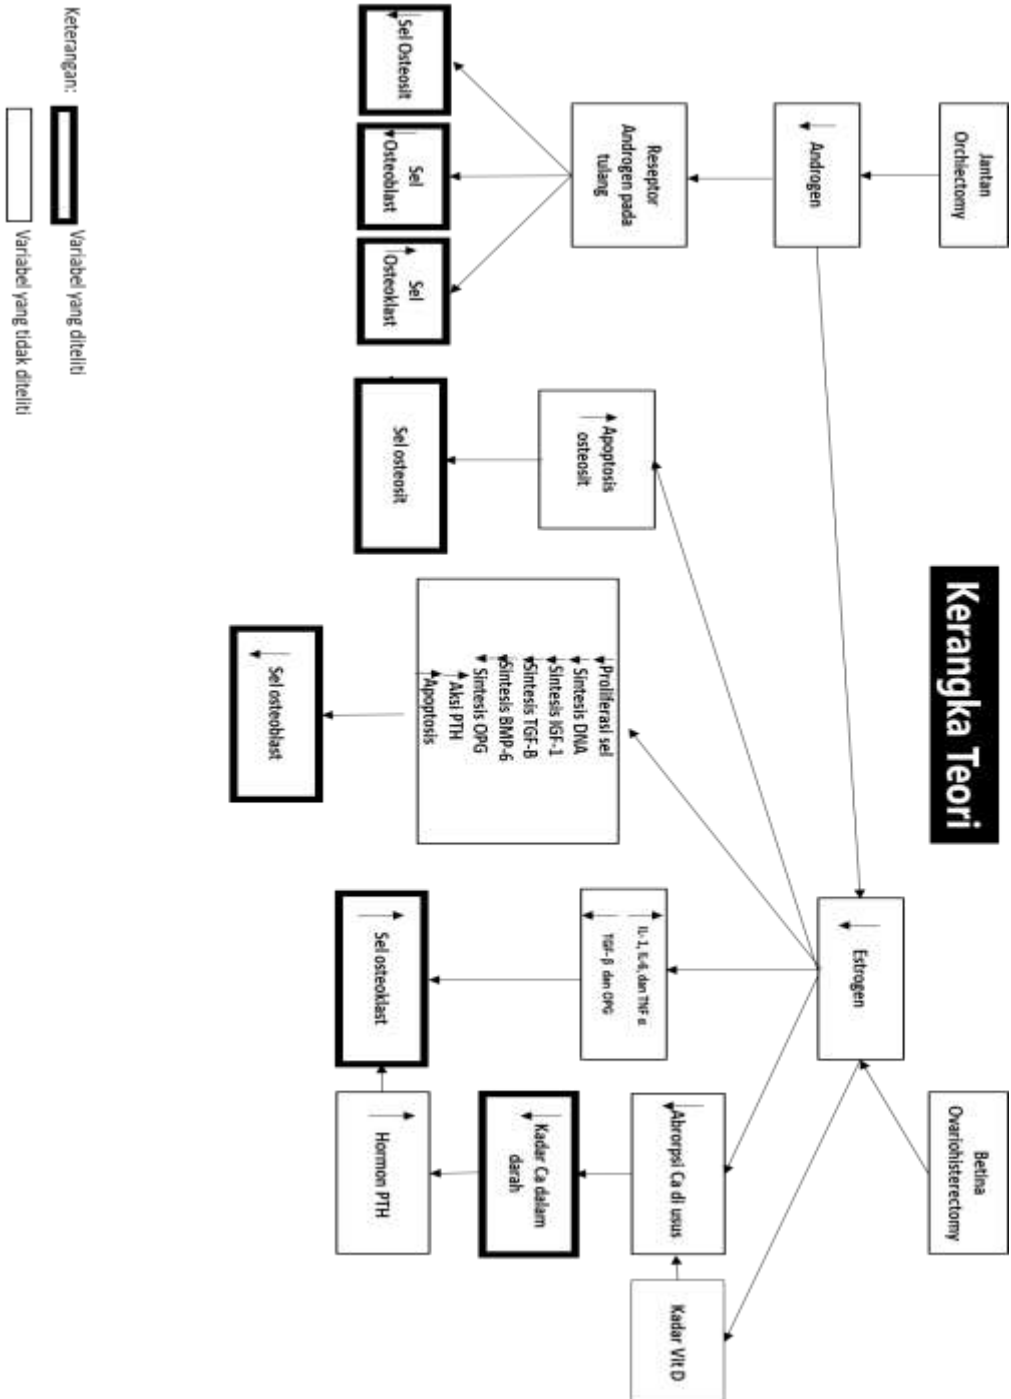 Kerangka Teori
Jantan
Orchiectomy
Betina
Ovariohisterectomy
Androgen
Estrogen
Reseptor
Androgen pada
tulang
Apoptosis
osteosit
Proliferasi sel
Sintesis DNA
Sintesis IGF-1
Sintesis TGF-B
Sintesis BMP-6
Sintesis OPG
Aksi PTH
Apoptosis
IL-1, IL-6, dan TNF α
TGF-β dan OPG
Abrorpsi Ca di usus
Kadar Vit D
Sel Osteosit
Sel
Osteoblast
Sel
Osteoklast
Sel osteosit
Sel osteoblast
Sel osteoklast
Kadar Ca dalam
darah
Hormon PTH
Keterangan:
Variabel yang diteliti
Variabel yang tidak diteliti